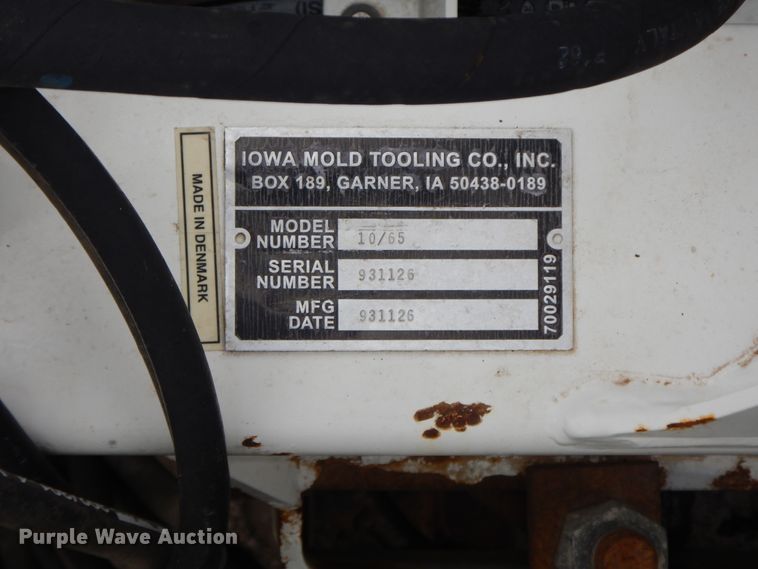 MADE IN DENMARK
IOWA MOLD TOOLING CO., INC.
BOX 189, GARNER, IA 50438-0189
MODEL NUMBER 10/65
SERIAL NUMBER 931126
MFG DATE 931126
70029119
Purple Wave Auction